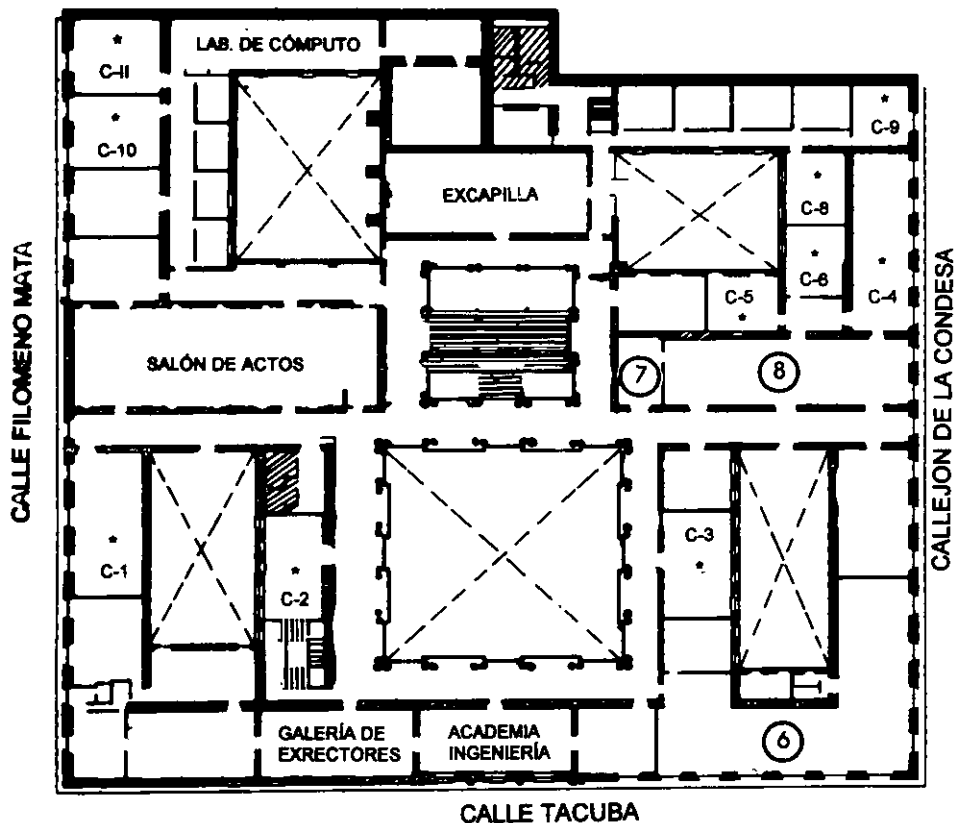 LAB. DE CÓMPUTO
C-11
C-10
C-9
EXCAPILLA
C-8
C-6
C-5
C-4
CALLE FILOMENO MATA
SALÓN DE ACTOS
7
8
CALLEJON DE LA CONDESA
C-1
C-2
C-3
GALERÍA DE
EXRECTORES
ACADEMIA
INGENIERÍA
6
CALLE TACUBA